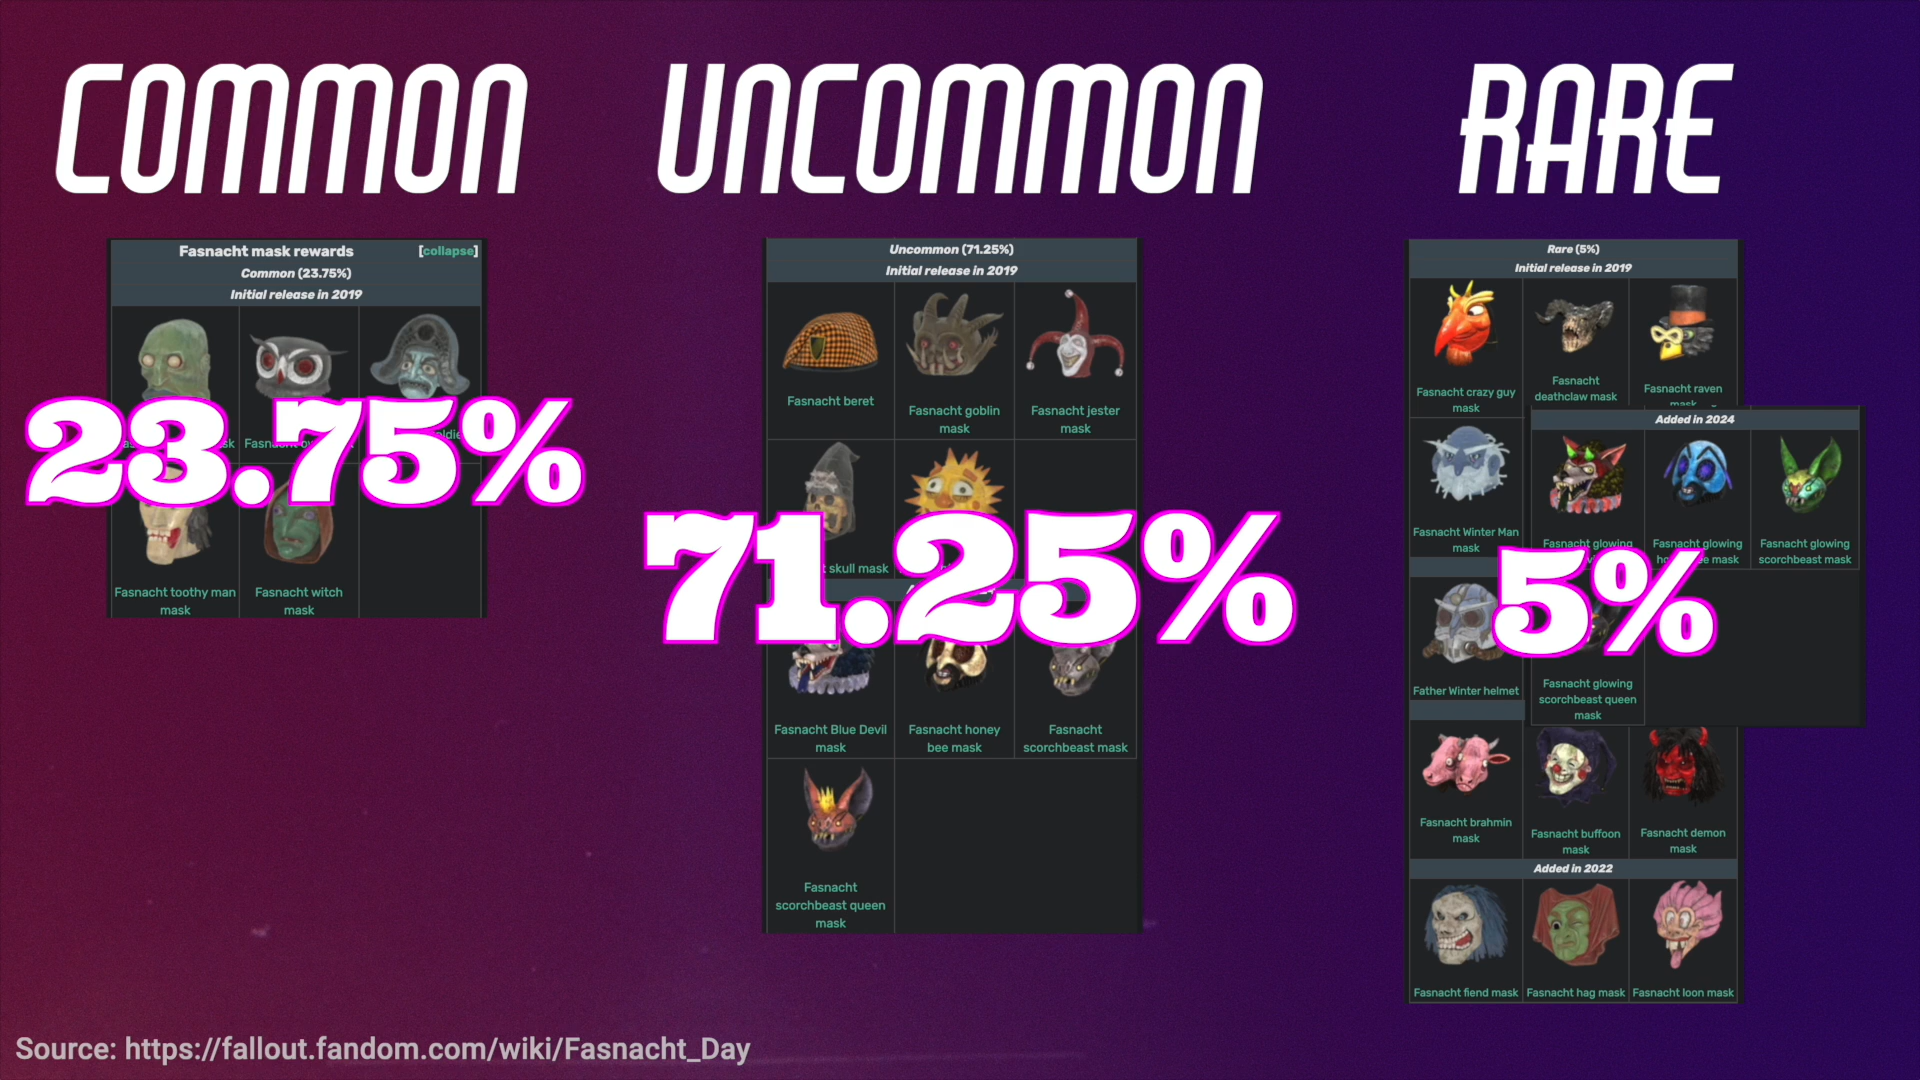 COMMON
UNCOMMON
RARE
Fasnacht mask rewards
[collapse]
Common (23.75%)
Initial release in 2019
23.75%
Fasnacht toothy man
mask
Fasnacht witch
mask
Uncommon (71.25%)
Initial release in 2019
Fasnacht beret
Fasnacht goblin
mask
Fasnacht jester
mask
skull mask
71.25%
Fasnacht Blue Devil
mask
Fasnacht honey
bee mask
Fasnacht
scorchbeast mask
Fasnacht
scorchbeast queen
mask
Rare (5%)
Initial release in 2019
Fasnacht crazy guy
mask
Fasnacht
deathclaw mask
Fasnacht raven
mask
Fasnacht Winter Man
mask
Added in 2024
Fasnacht glowing
Fasnacht glowing
mask
Fasnacht glowing
scorchbeast mask
5%
Father Winter helmet
Fasnacht glowing
scorchbeast queen
mask
Fasnacht brahmin
mask
Fasnacht buffoon
mask
Fasnacht demon
mask
Added in 2022
Fasnacht fiend mask
Fasnacht hag mask
Fasnacht loon mask
Source: https://fallout.fandom.com/wiki/Fasnacht_Day